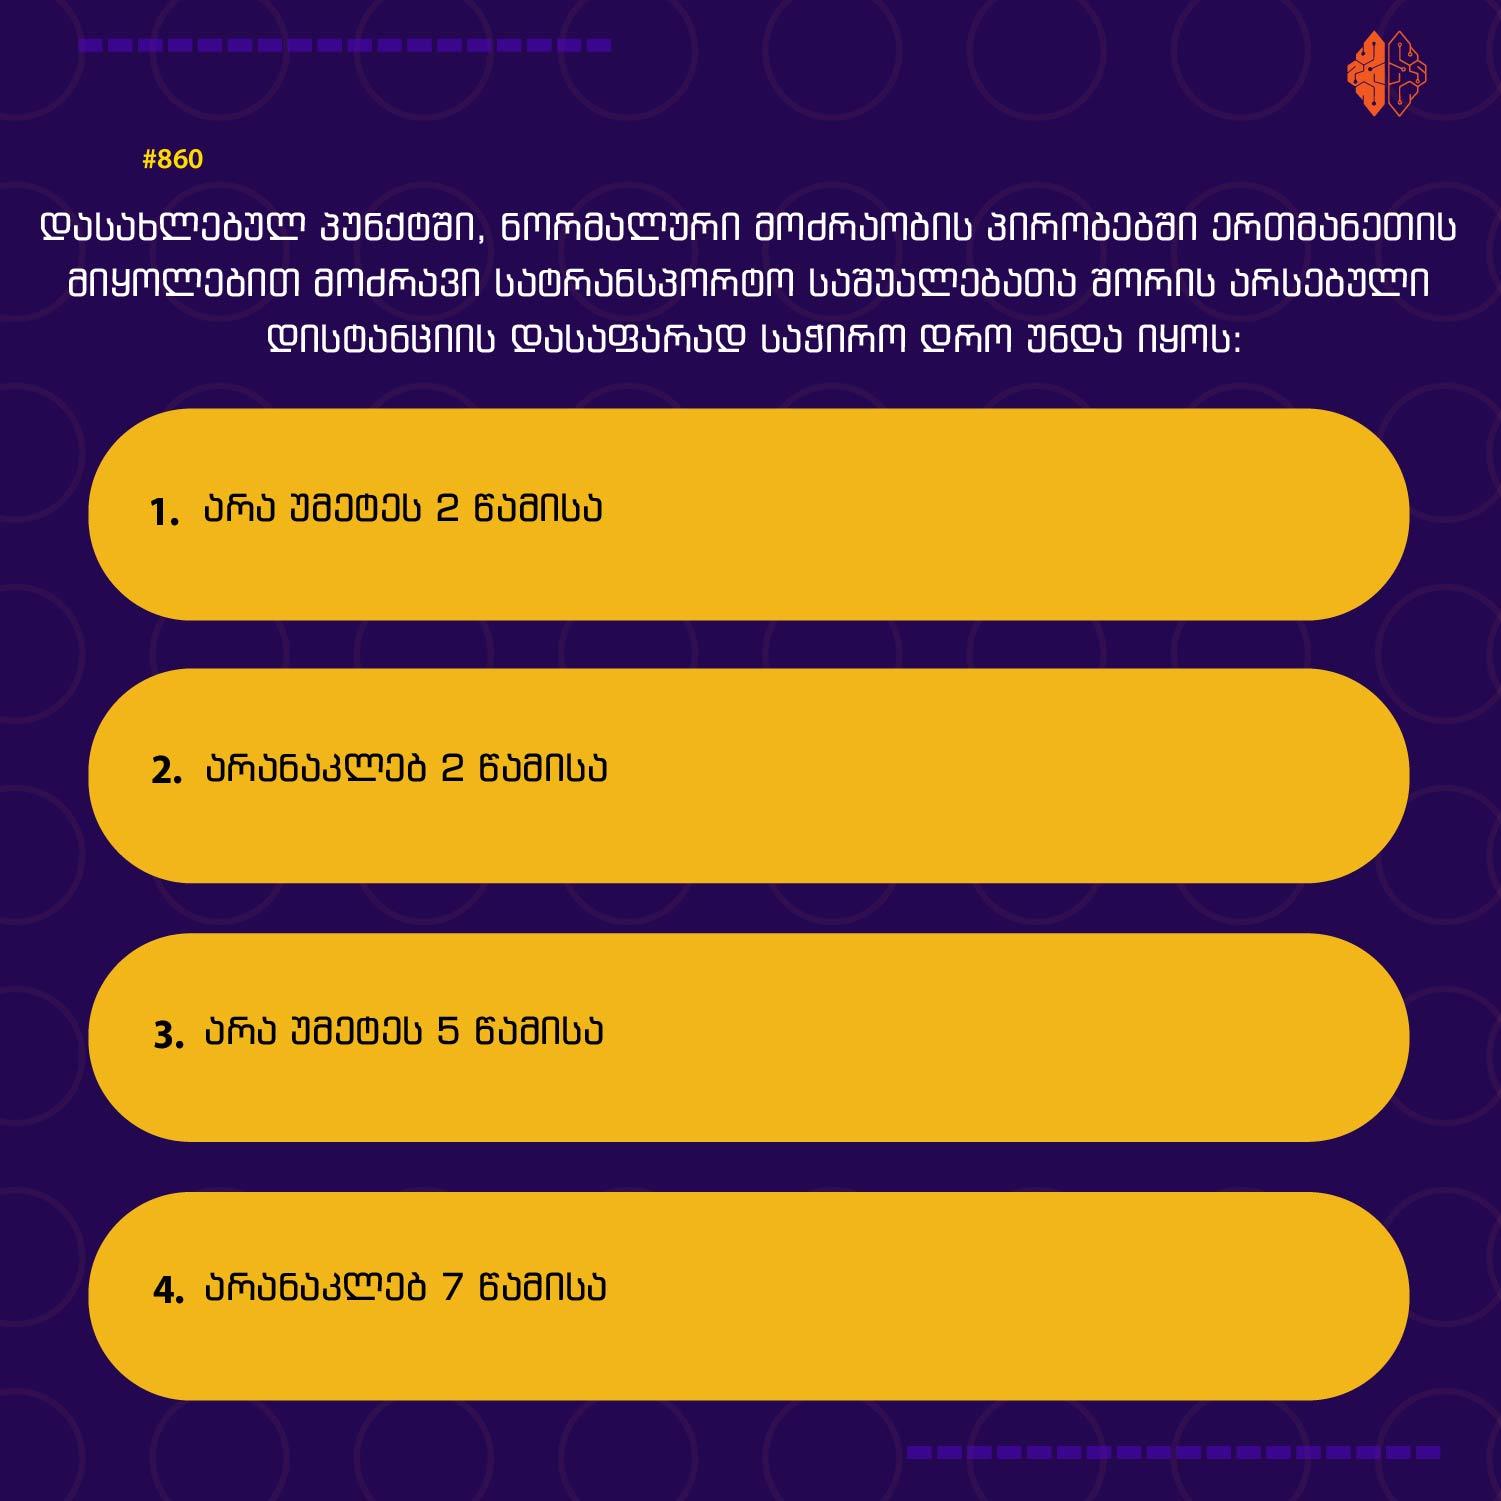 #860
დასახლებულ პუნქტში, ნორმალური მოძრაობის პირობებში ერთმანეთის
მიყოლებით მოძრავი სატრანსპორტო საშუალებათა შორის არსებული
დისტანციის დასაფარად საჭირო დრო უნდა იყოს:
1. არა უმეტეს 2 წამისა
2. არანაკლებ 2 წამისა
3. არა უმეტეს 5 წამისა
4. არანაკლებ 7 წამისა